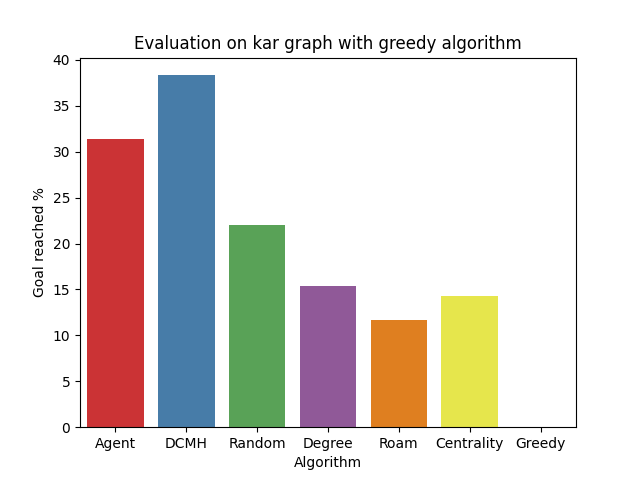 Evaluation on kar graph with greedy algorithm
40
35
30
25
20
15
10
5
0
Goal reached %
Agent DCMH Random Degree Roam Centrality Greedy
Algorithm